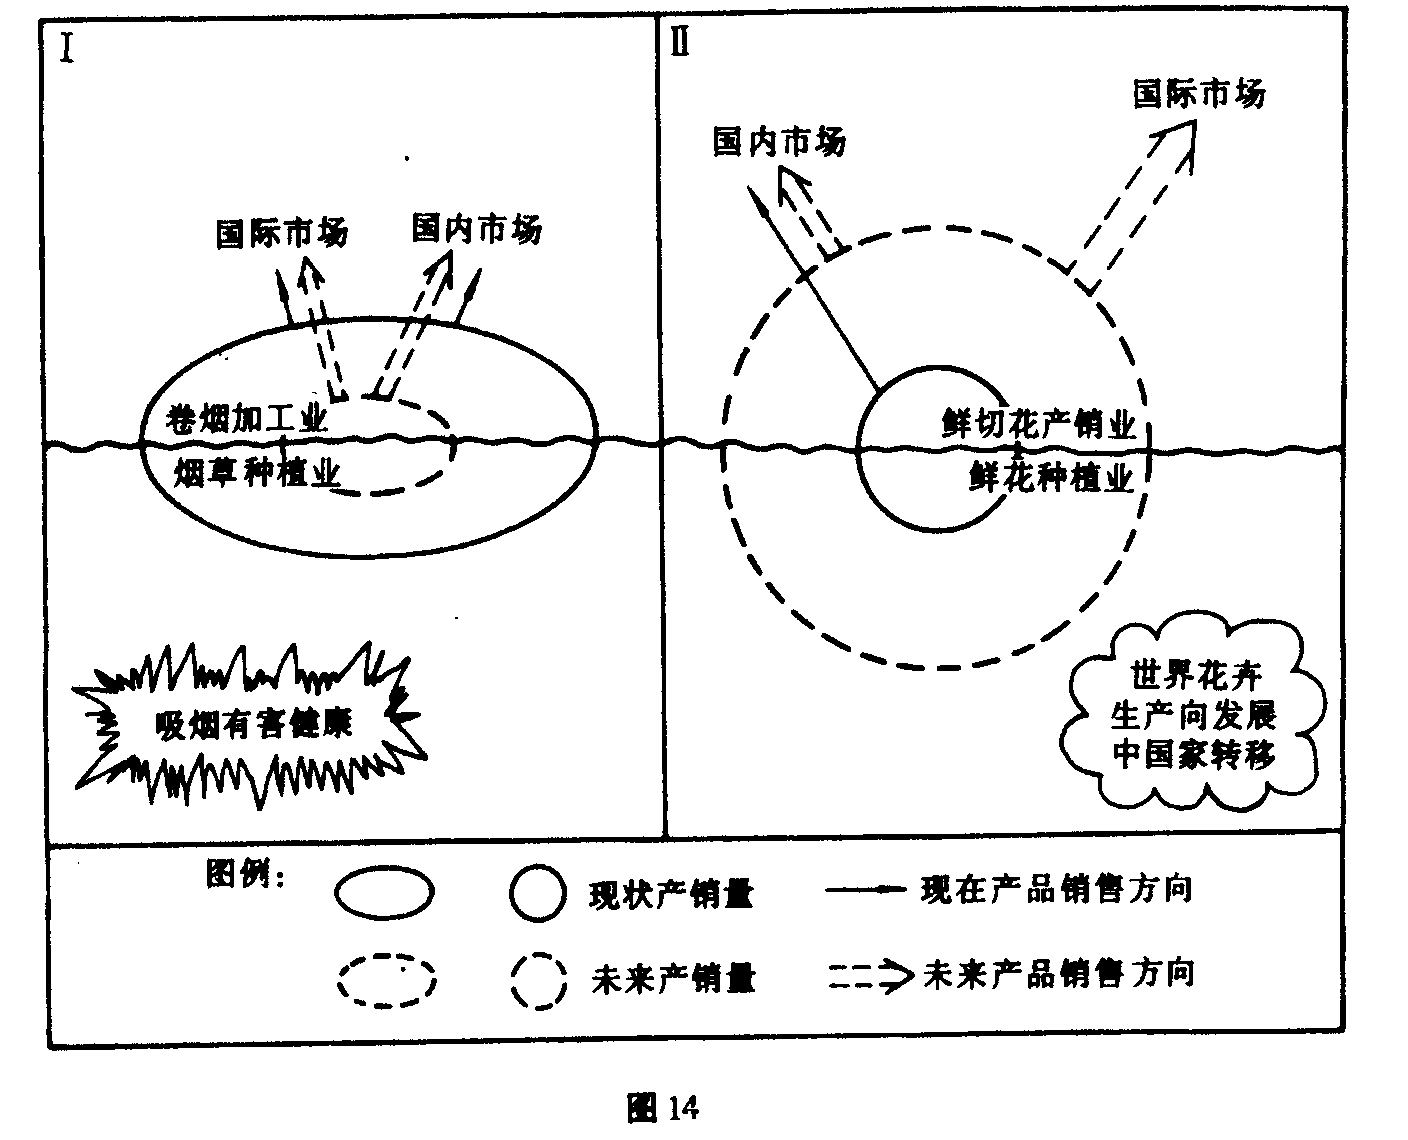 I
国际市场
国内市场
卷烟加工业
烟草种植业
吸烟有害健康
II
国内市场
国际市场
鲜切花产销业
鲜花种植业
世界花卉
生产向发展
中国家转移
图例：
现状产销量
现在产品销售方向
未来产销量
未来产品销售方向
图 14